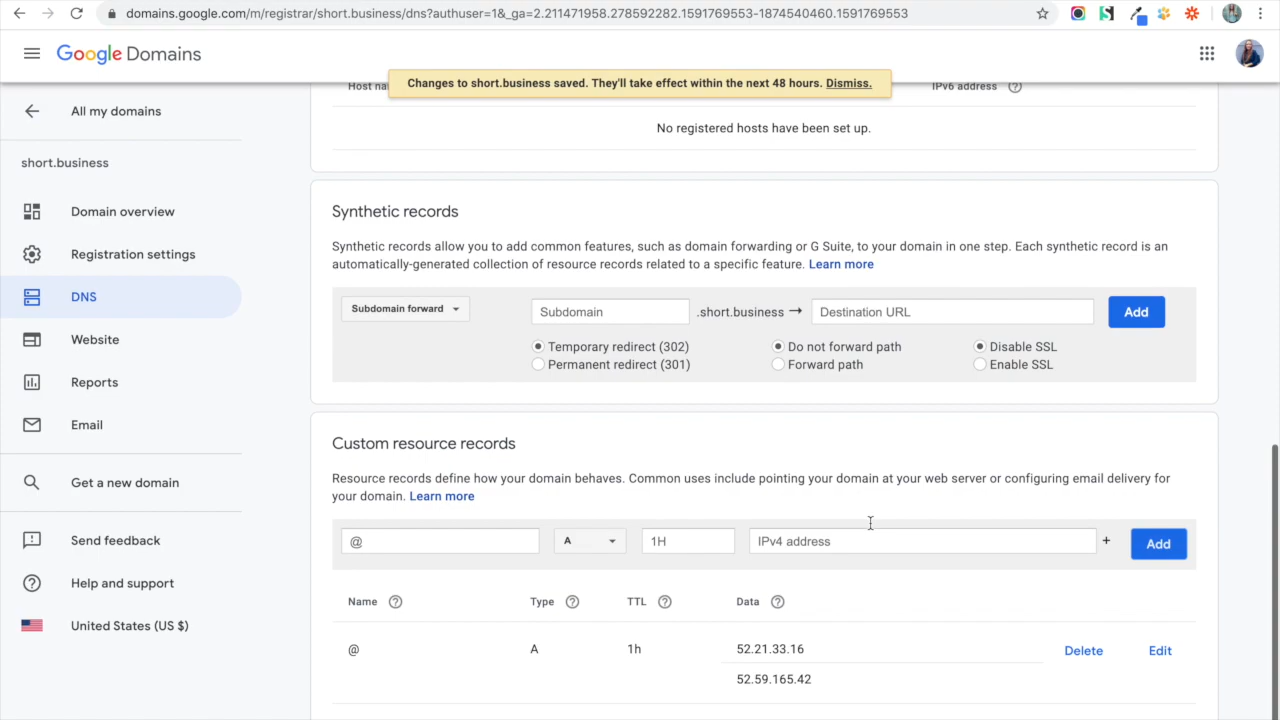 domains.google.com/m/registrar/short.business/dns?authuser=1&_ga=2.211471958.278592282.1591769553-1874540460.1591769553
Google Domains
Changes to short.business saved. They'll take effect within the next 48 hours. Dismiss.
Host na
IPv6 address
No registered hosts have been set up.
All my domains
short.business
Domain overview
Registration settings
DNS
Website
Reports
Email
Get a new domain
Send feedback
Help and support
United States (US $)
Synthetic records
Synthetic records allow you to add common features, such as domain forwarding or G Suite, to your domain in one step. Each synthetic record is an
automatically-generated collection of resource records related to a specific feature. Learn more
Subdomain forward Subdomain .short.business → Destination URL Add
Temporary redirect (302) Do not forward path Disable SSL
Permanent redirect (301) Forward path Enable SSL
Custom resource records
Resource records define how your domain behaves. Common uses include pointing your domain at your web server or configuring email delivery for
your domain. Learn more
@ A 1H IPv4 address + Add
Name Type TTL Data
@ A 1h 52.21.33.16 Delete Edit
52.59.165.42